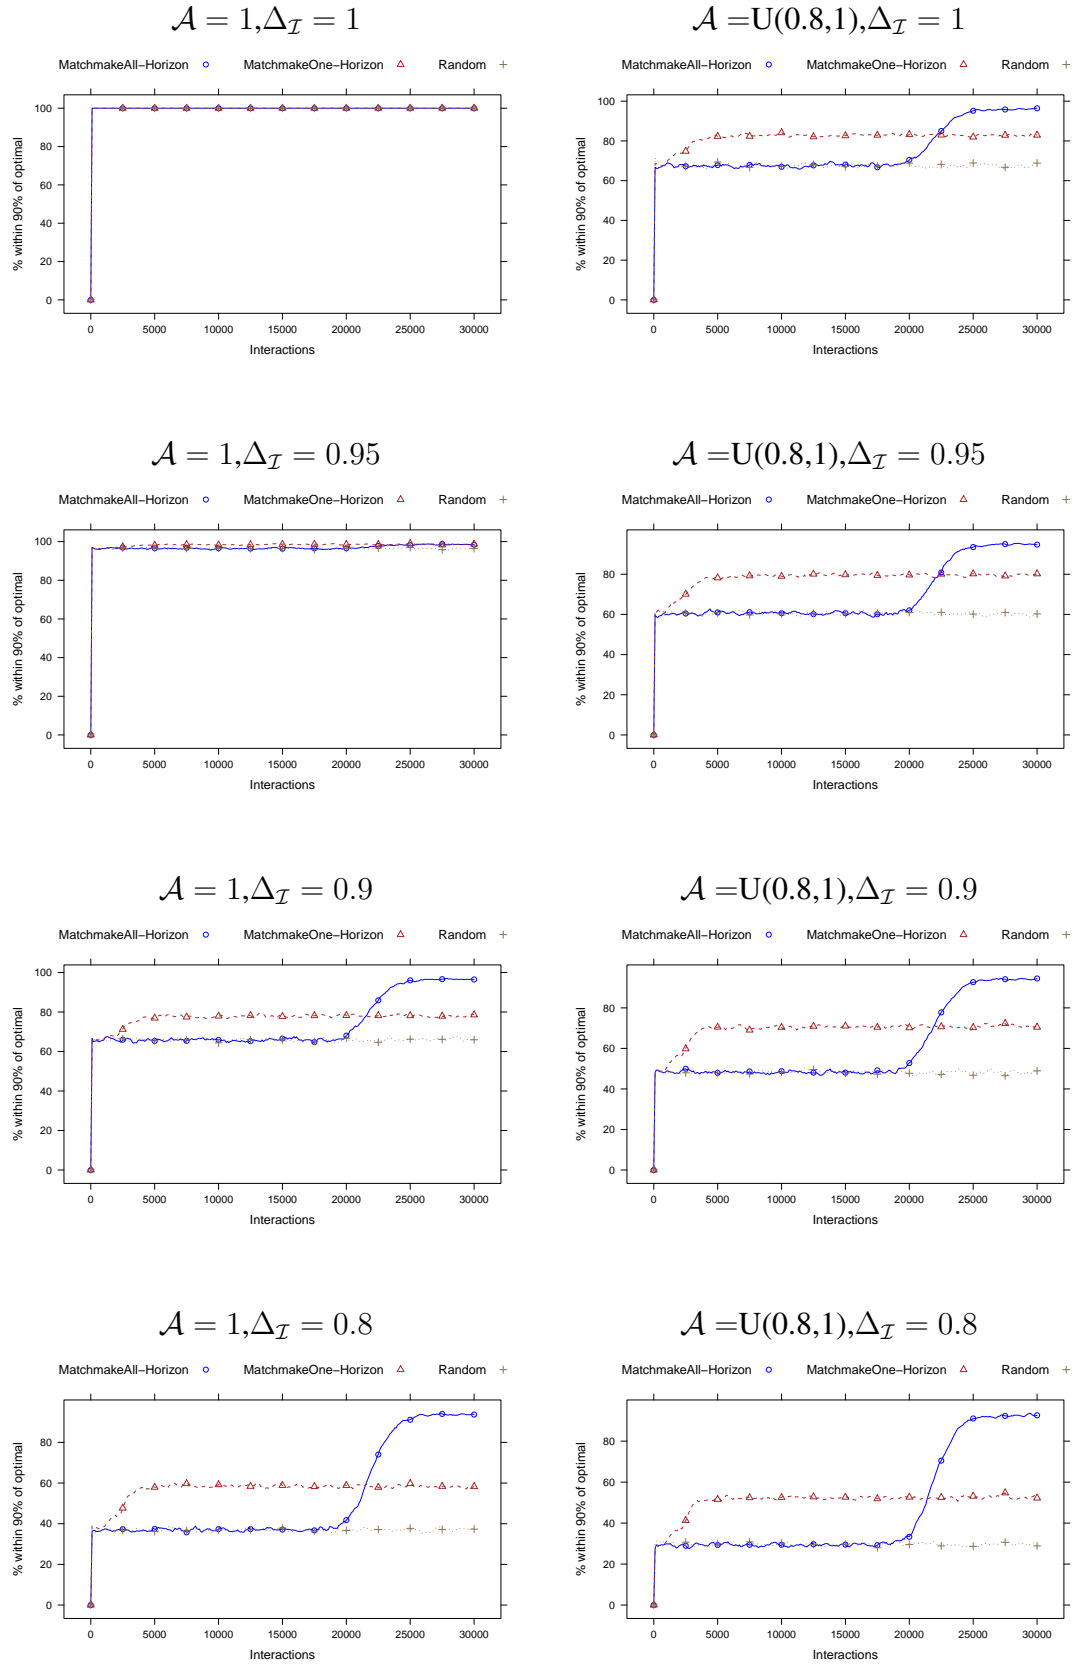 𝒜 = 1,Δ_ℐ = 1
MatchmakeAll−Horizon MatchmakeOne−Horizon Random
100
80
60
40
20
0
% within 90% of optimal
0 5000 10000 15000 20000 25000 30000
Interactions
𝒜 =U(0.8,1),Δ_ℐ = 1
MatchmakeAll−Horizon MatchmakeOne−Horizon Random
100
80
60
40
20
0
% within 90% of optimal
0 5000 10000 15000 20000 25000 30000
Interactions
𝒜 = 1,Δ_ℐ = 0.95
MatchmakeAll−Horizon MatchmakeOne−Horizon Random
100
80
60
40
20
0
% within 90% of optimal
0 5000 10000 15000 20000 25000 30000
Interactions
𝒜 =U(0.8,1),Δ_ℐ = 0.95
MatchmakeAll−Horizon MatchmakeOne−Horizon Random
80
60
40
20
0
% within 90% of optimal
0 5000 10000 15000 20000 25000 30000
Interactions
𝒜 = 1,Δ_ℐ = 0.9
MatchmakeAll−Horizon MatchmakeOne−Horizon Random
100
80
60
40
20
0
% within 90% of optimal
0 5000 10000 15000 20000 25000 30000
Interactions
𝒜 =U(0.8,1),Δ_ℐ = 0.9
MatchmakeAll−Horizon MatchmakeOne−Horizon Random
80
60
40
20
0
% within 90% of optimal
0 5000 10000 15000 20000 25000 30000
Interactions
𝒜 = 1,Δ_ℐ = 0.8
MatchmakeAll−Horizon MatchmakeOne−Horizon Random
80
60
40
20
0
% within 90% of optimal
0 5000 10000 15000 20000 25000 30000
Interactions
𝒜 =U(0.8,1),Δ_ℐ = 0.8
MatchmakeAll−Horizon MatchmakeOne−Horizon Random
80
60
40
20
0
% within 90% of optimal
0 5000 10000 15000 20000 25000 30000
Interactions